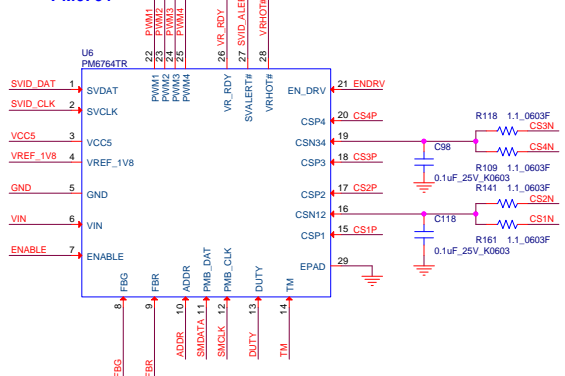 PWM1
PWM2
PWM3
PWM4
VR_RDY
SVID_ALERT
VRHOT#
22
23
24
25
26
27
28
U6
PM6764TR
PWM1
PWM2
PWM3
PWM4
VR_RDY
SVALERT#
VRHOT#
SVID_DAT 1 SVDAT
SVID_CLK 2 SVCLK
VCC5 3 VCC5
VREF_1V8 4 VREF_1V8
GND 5 GND
VIN 6 VIN
ENABLE 7 ENABLE
EN_DRV 21 ENDRV
CSP4 20 CS4P
CSN34 19
CSP3 18 CS3P
CSP2 17 CS2P
CSN12 16
CSP1 15 CS1P
EPAD 29
R118 1.1_0603F
CS3N
CS4N
C98
R109 1.1_0603F
0.1uF_25V_K0603
R141 1.1_0603F
CS2N
CS1N
C118
R161 1.1_0603F
0.1uF_25V_K0603
FBG
FBR
ADDR
PMB_DAT
PMB_CLK
DUTY
TM
8
9
10
11
12
13
14
FBG
FBR
ADDR
SMDATA
SMCLK
DUTY
TM